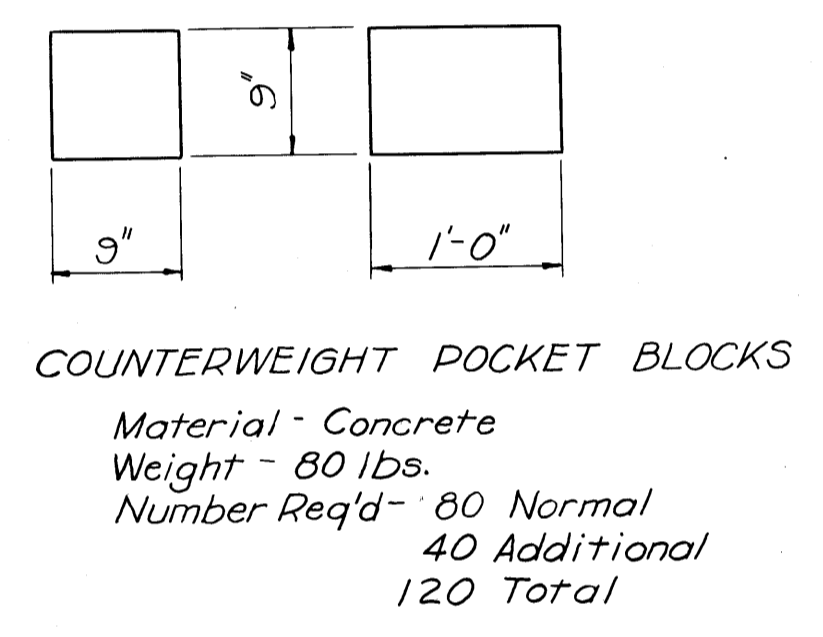 9"
9"
1'-0"
COUNTERWEIGHT POCKET BLOCKS
Material - Concrete
Weight - 80 lbs.
Number Req'd - 80 Normal
40 Additional
120 Total